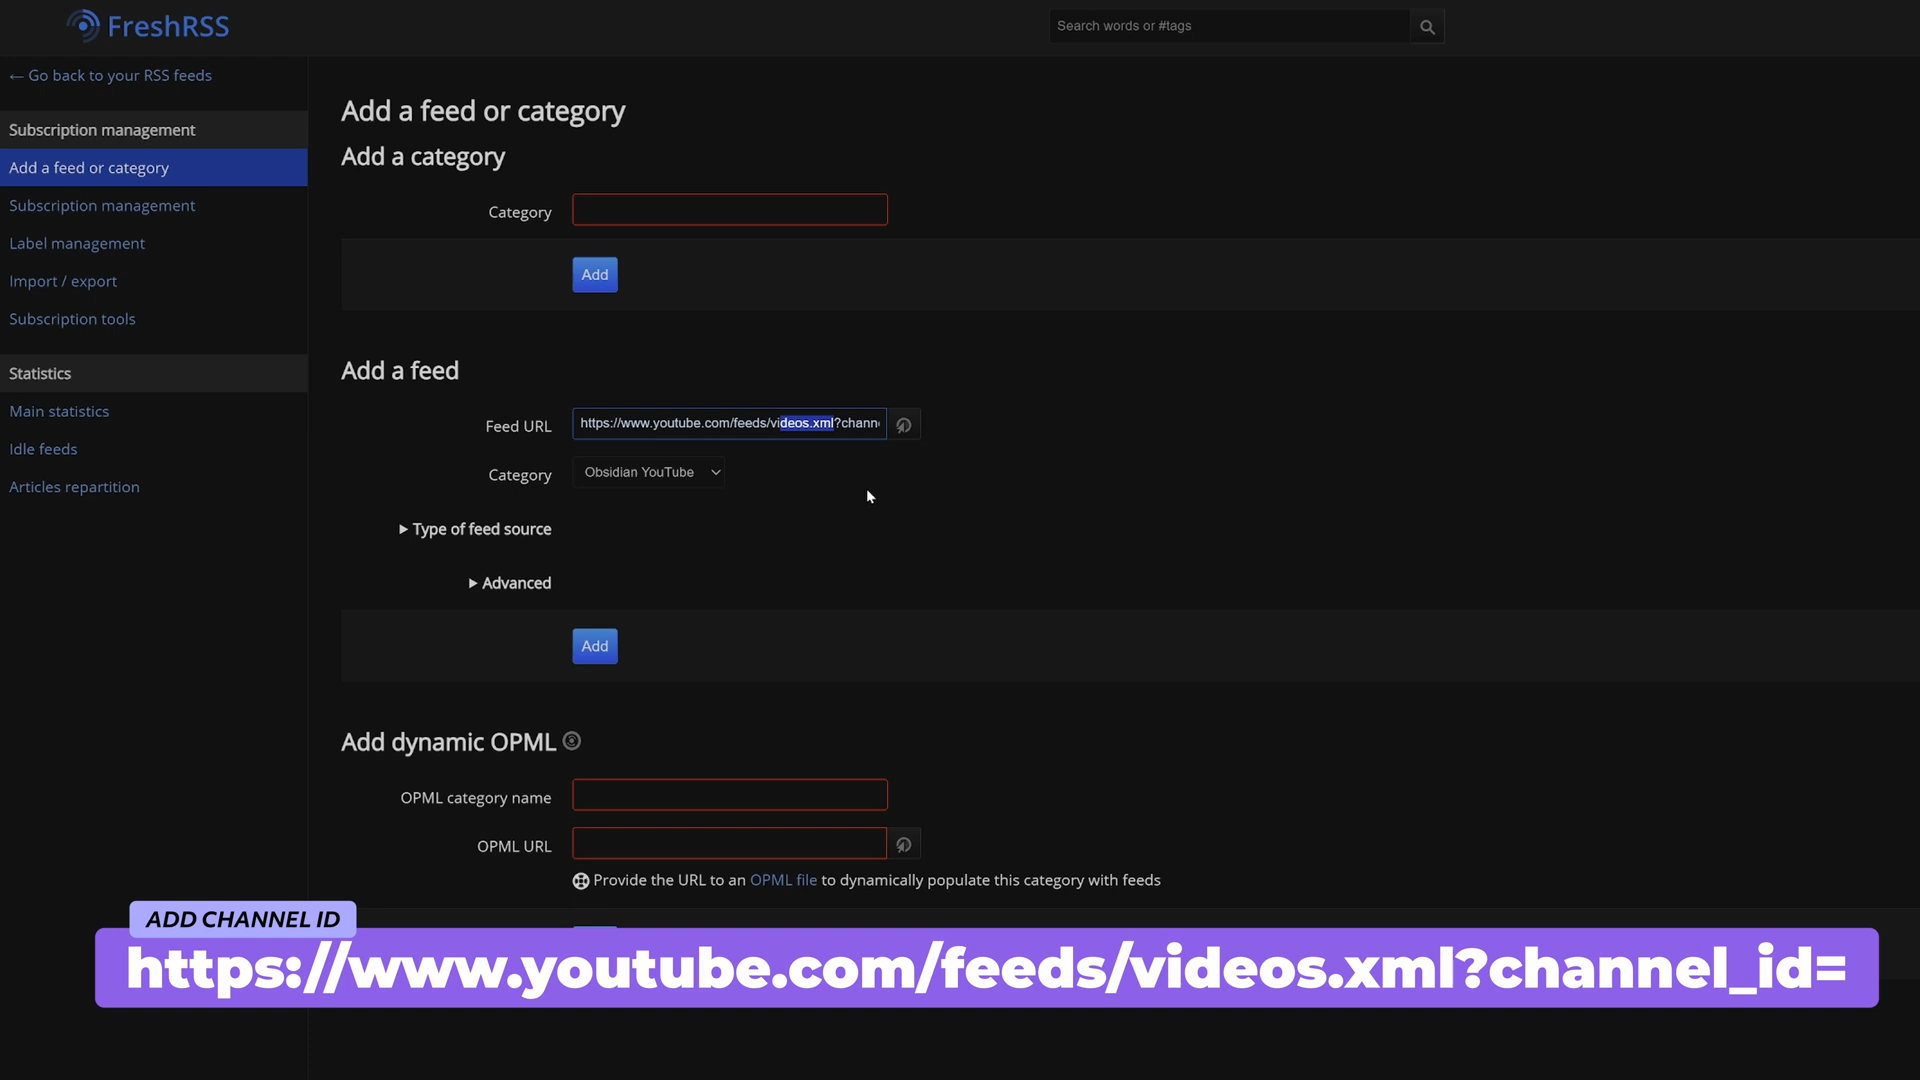 FreshRSS
Search words or #tags
← Go back to your RSS feeds
Subscription management
Add a feed or category
Subscription management
Label management
Import / export
Subscription tools
Statistics
Main statistics
Idle feeds
Articles repartition
Add a feed or category
Add a category
Category
Add
Add a feed
Feed URL
https://www.youtube.com/feeds/videos.xml?chann
Category
Obsidian YouTube
Type of feed source
Advanced
Add
Add dynamic OPML
OPML category name
OPML URL
Provide the URL to an OPML file to dynamically populate this category with feeds
ADD CHANNEL ID
https://www.youtube.com/feeds/videos.xml?channel_id=